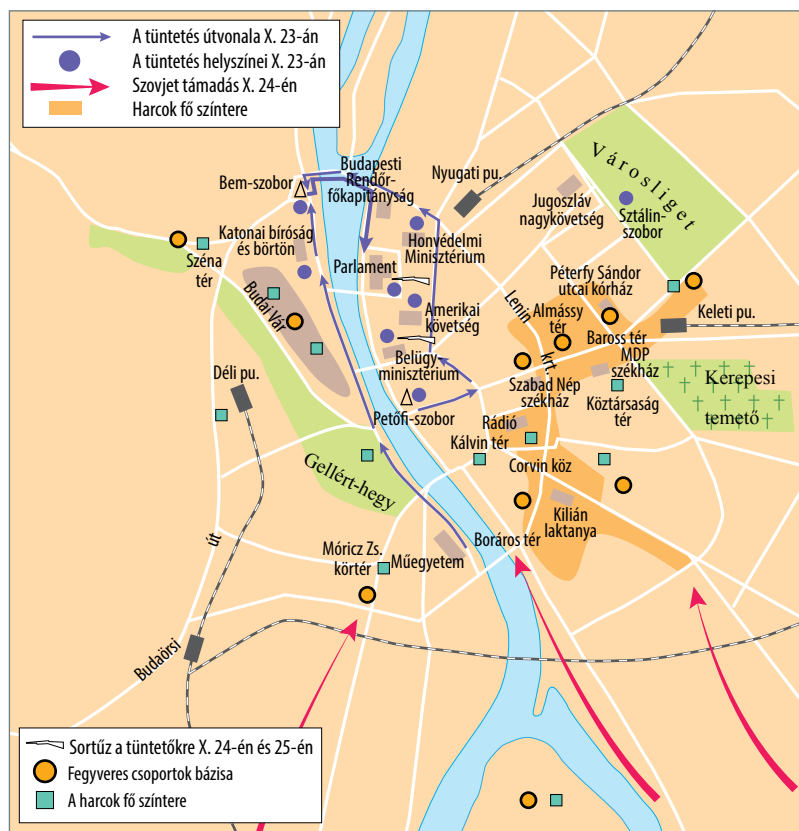 A tüntetés útvonala X. 23-án
A tüntetés helyszínei X. 23-án
Szovjet támadás X. 24-én
Harcok fő színtere
Bem-szobor
Budapesti
Rendőr-
főkapitányság
Nyugati pu.
Városliget
Jugoszláv
nagykövetség
Sztálin-
szobor
Széna
tér
Katonai bíróság
és börtön
Honvédelmi
Minisztérium
Parlament
Budai Vár
Amerikai
követség
Lenin
krt.
Péterfy Sándor
utcai kórház
Almássy
tér
Keleti pu.
Baross tér
Belügy-
minisztérium
MDP
székház
Déli pu.
Szabad Nép
székház
Kerepesi
temető
Petőfi-szobor
Köztársaság
tér
Rádió
Kálvin tér
Corvin köz
Gellért-hegy
Kilián
laktanya
Boráros tér
Móricz Zs.
körtér
Műegyetem
Budaörsi
út
Sortűz a tüntetőkre X. 24-én és 25-én
Fegyveres csoportok bázisa
A harcok fő színtere